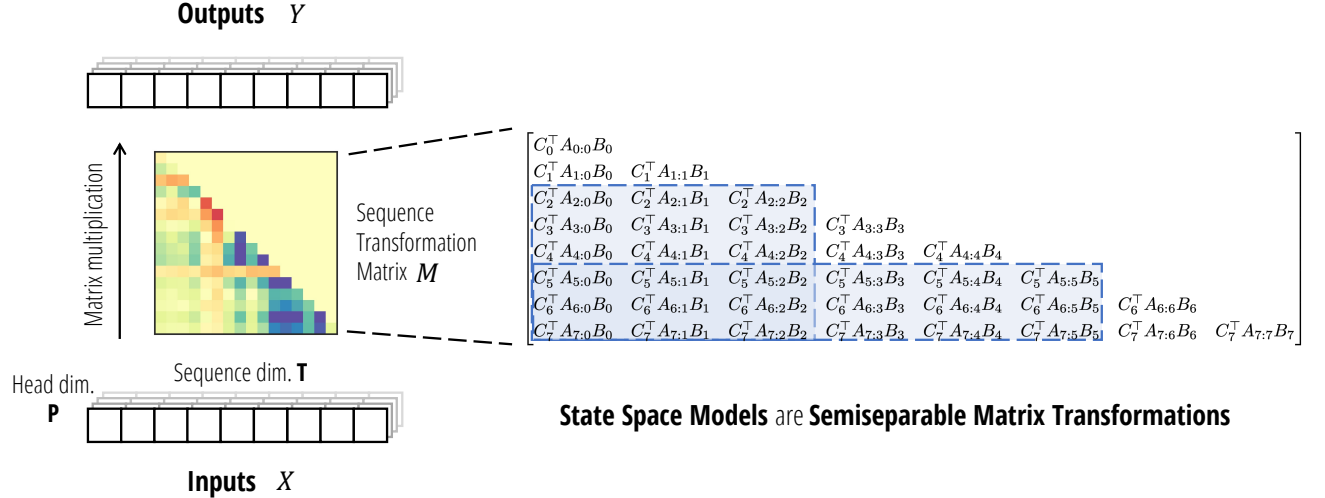 Outputs Y
Matrix multiplication
Sequence
Transformation
Matrix M
Sequence dim. T
Head dim.
P
Inputs X
C_0^⊤ A_{0:0} B_0
C_1^⊤ A_{1:0} B_0 C_1^⊤ A_{1:1} B_1
C_2^⊤ A_{2:0} B_0 C_2^⊤ A_{2:1} B_1 C_2^⊤ A_{2:2} B_2
C_3^⊤ A_{3:0} B_0 C_3^⊤ A_{3:1} B_1 C_3^⊤ A_{3:2} B_2 C_3^⊤ A_{3:3} B_3
C_4^⊤ A_{4:0} B_0 C_4^⊤ A_{4:1} B_1 C_4^⊤ A_{4:2} B_2 C_4^⊤ A_{4:3} B_3 C_4^⊤ A_{4:4} B_4
C_5^⊤ A_{5:0} B_0 C_5^⊤ A_{5:1} B_1 C_5^⊤ A_{5:2} B_2 C_5^⊤ A_{5:3} B_3 C_5^⊤ A_{5:4} B_4 C_5^⊤ A_{5:5} B_5
C_6^⊤ A_{6:0} B_0 C_6^⊤ A_{6:1} B_1 C_6^⊤ A_{6:2} B_2 C_6^⊤ A_{6:3} B_3 C_6^⊤ A_{6:4} B_4 C_6^⊤ A_{6:5} B_5 C_6^⊤ A_{6:6} B_6
C_7^⊤ A_{7:0} B_0 C_7^⊤ A_{7:1} B_1 C_7^⊤ A_{7:2} B_2 C_7^⊤ A_{7:3} B_3 C_7^⊤ A_{7:4} B_4 C_7^⊤ A_{7:5} B_5 C_7^⊤ A_{7:6} B_6 C_7^⊤ A_{7:7} B_7
State Space Models are Semiseparable Matrix Transformations